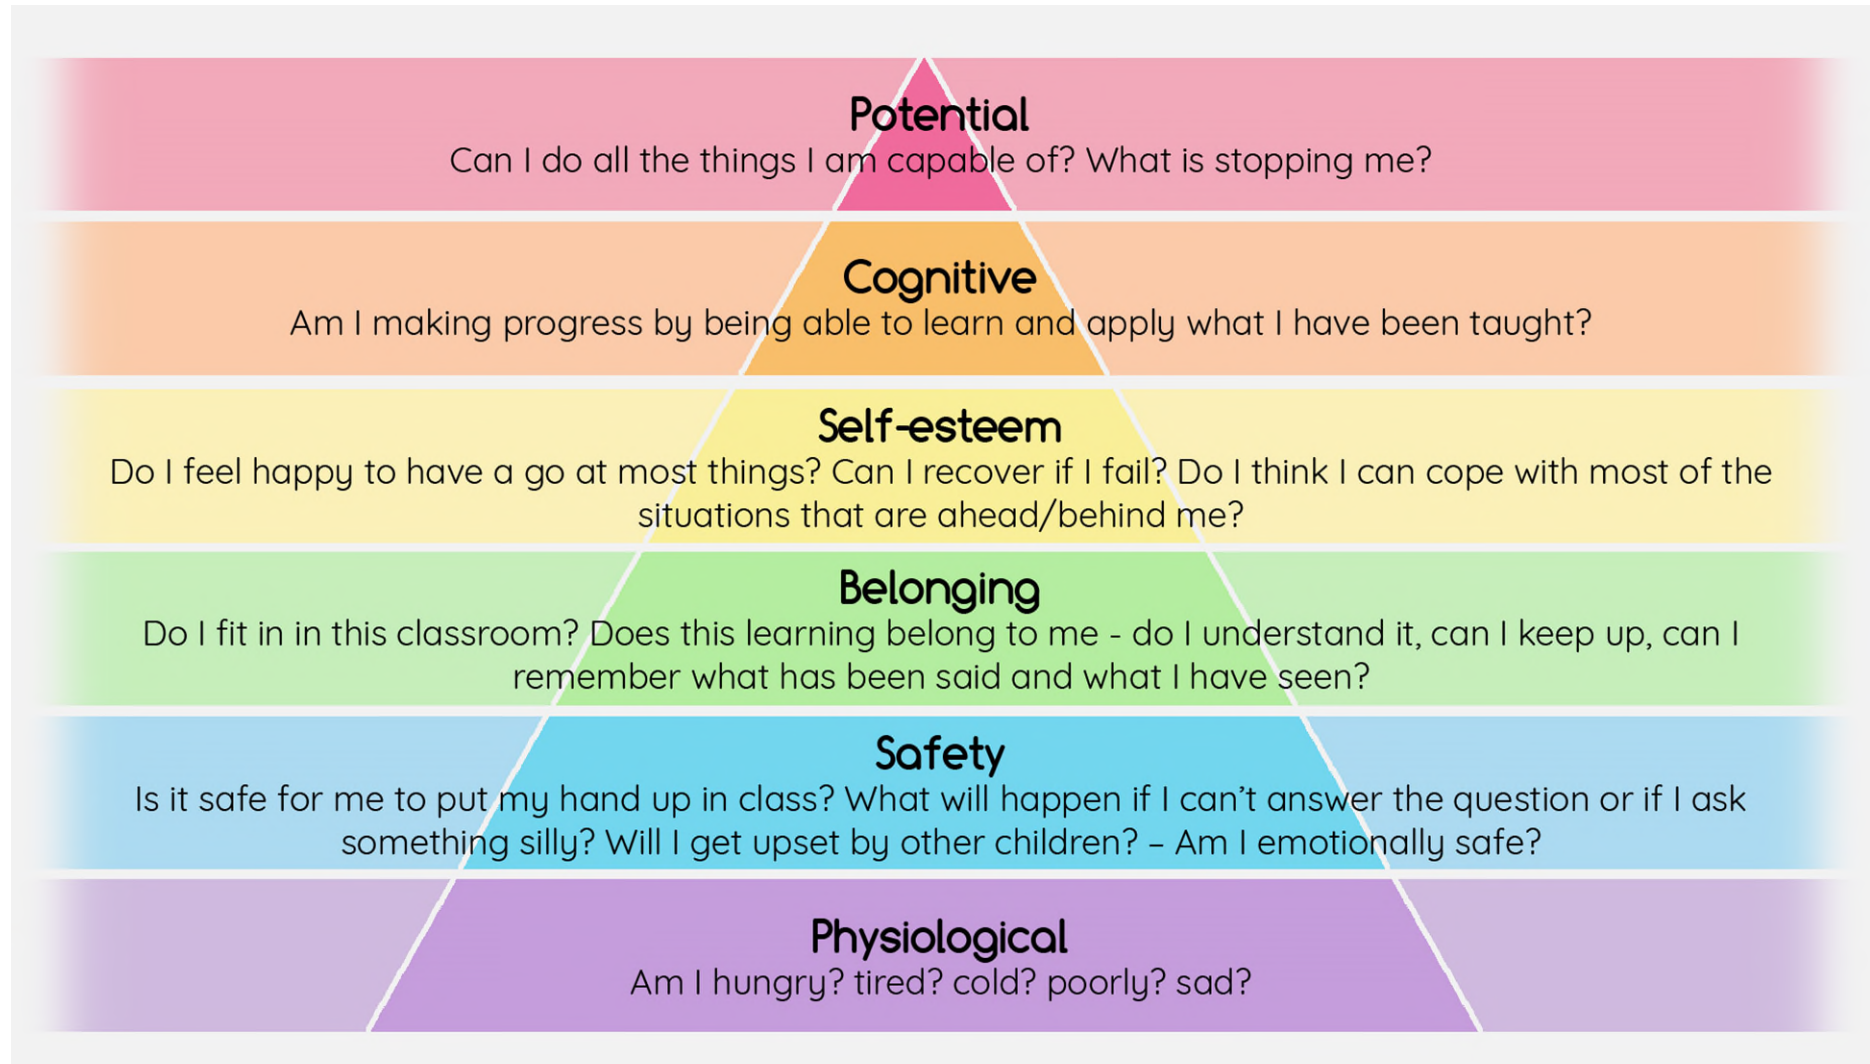 Potential
Can I do all the things I am capable of? What is stopping me?
Cognitive
Am I making progress by being able to learn and apply what I have been taught?
Self-esteem
Do I feel happy to have a go at most things? Can I recover if I fail? Do I think I can cope with most of the
situations that are ahead/behind me?
Belonging
Do I fit in in this classroom? Does this learning belong to me - do I understand it, can I keep up, can I
remember what has been said and what I have seen?
Safety
Is it safe for me to put my hand up in class? What will happen if I can’t answer the question or if I ask
something silly? Will I get upset by other children? – Am I emotionally safe?
Physiological
Am I hungry? tired? cold? poorly? sad?